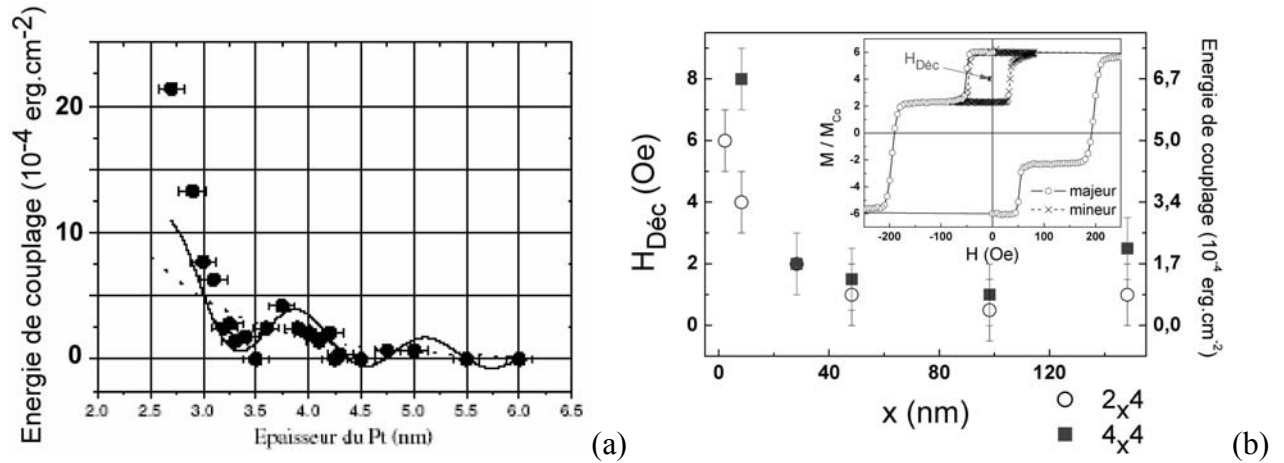 Energie de couplage (10⁻⁴ erg.cm⁻²)
20
10
0
2.0 2.5 3.0 3.5 4.0 4.5 5.0 5.5 6.0 6.5
Epaisseur du Pt (nm)
(a)
H_Déc (Oe)
8
6
4
2
0
0 40 80 120
x (nm)
6,7
5,0
3,4
1,7
0,0
Energie de couplage (10⁻⁴ erg.cm⁻²)
M / M_Co
6
4
2
0
-2
-4
-6
-200 -100 0 100 200
H (Oe)
H_Déc
majeur
mineur
2x4
4x4
(b)